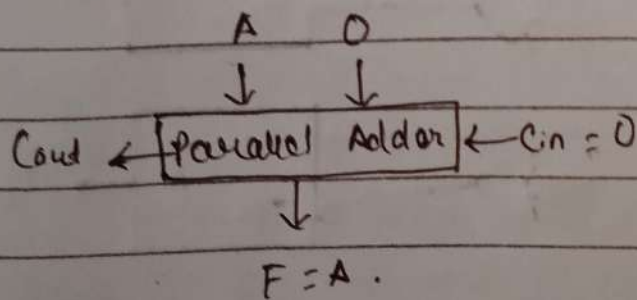 A 0
Cout ← Parallel Adder ← Cin = 0
F = A .